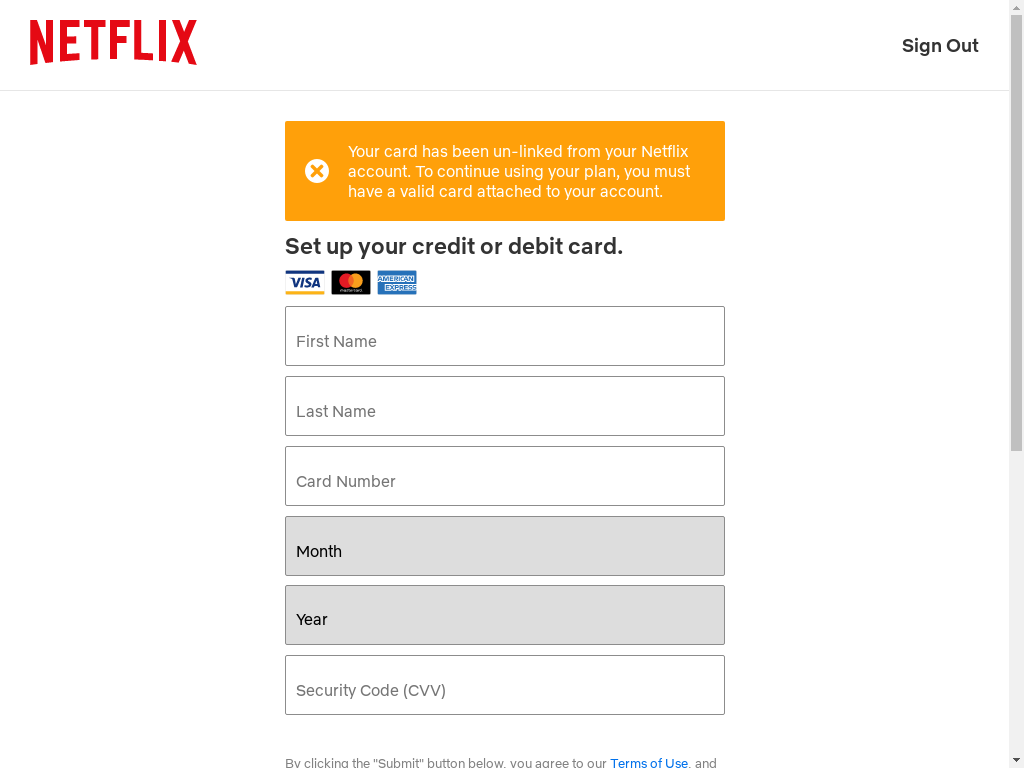 NETFLIX
Sign Out
Your card has been un-linked from your Netflix
account. To continue using your plan, you must
have a valid card attached to your account.
Set up your credit or debit card.
VISA
mastercard
AMERICAN
EXPRESS
First Name
Last Name
Card Number
Month
Year
Security Code (CVV)
By clicking the "Submit" button below, you agree to our Terms of Use, and